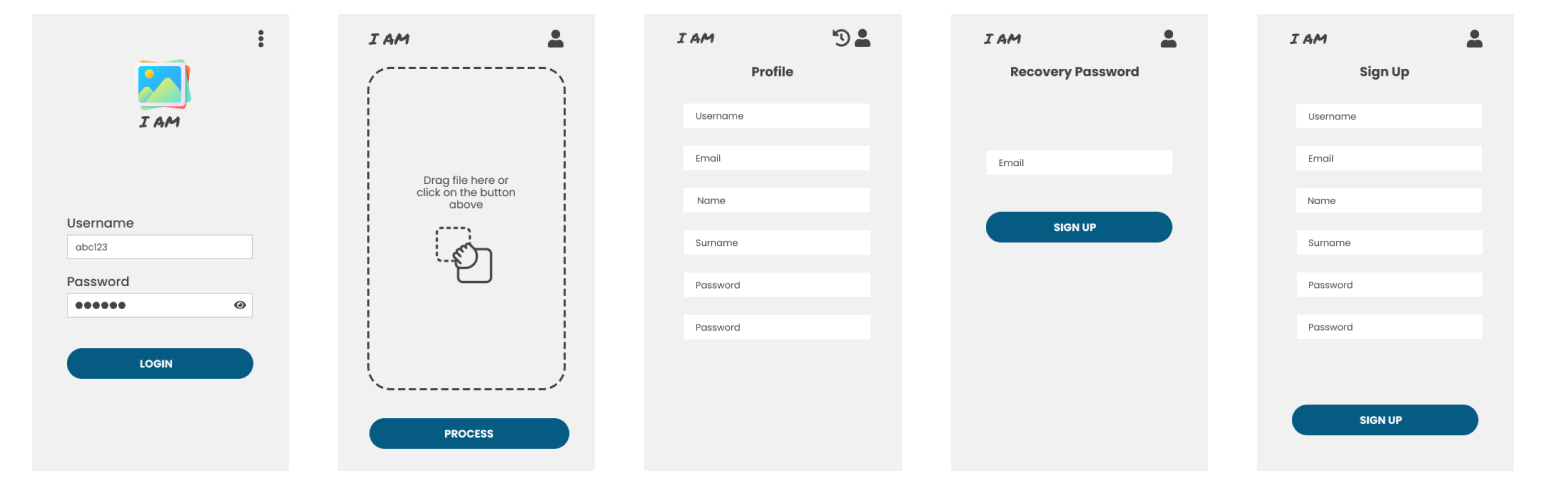 I AM
Username
abc123
Password
LOGIN
I AM
Drag file here or
click on the button
above
PROCESS
I AM
Profile
Username
Email
Name
Surname
Password
Password
I AM
Recovery Password
Email
SIGN UP
I AM
Sign Up
Username
Email
Name
Surname
Password
Password
SIGN UP